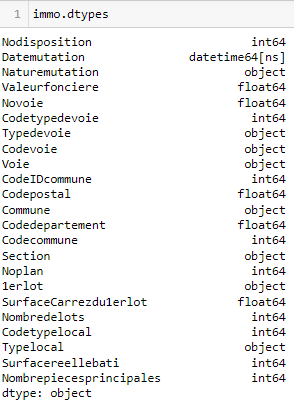 1 immo.dtypes
Nodisposition int64
Datemutation datetime64[ns]
Naturemutation object
Valeurfonciere float64
Novoie float64
Codetypedevoie int64
Typedevoie object
Codevoie object
Voie object
CodeIDcommune int64
Codepostal float64
Commune object
Codedepartement float64
Codecommune int64
Section object
Noplan int64
1erlot object
SurfaceCarrezdu1erlot float64
Nombredelots int64
Codetypelocal int64
Typelocal object
Surfacereellebati int64
Nombrepiecesprincipales int64
dtype: object